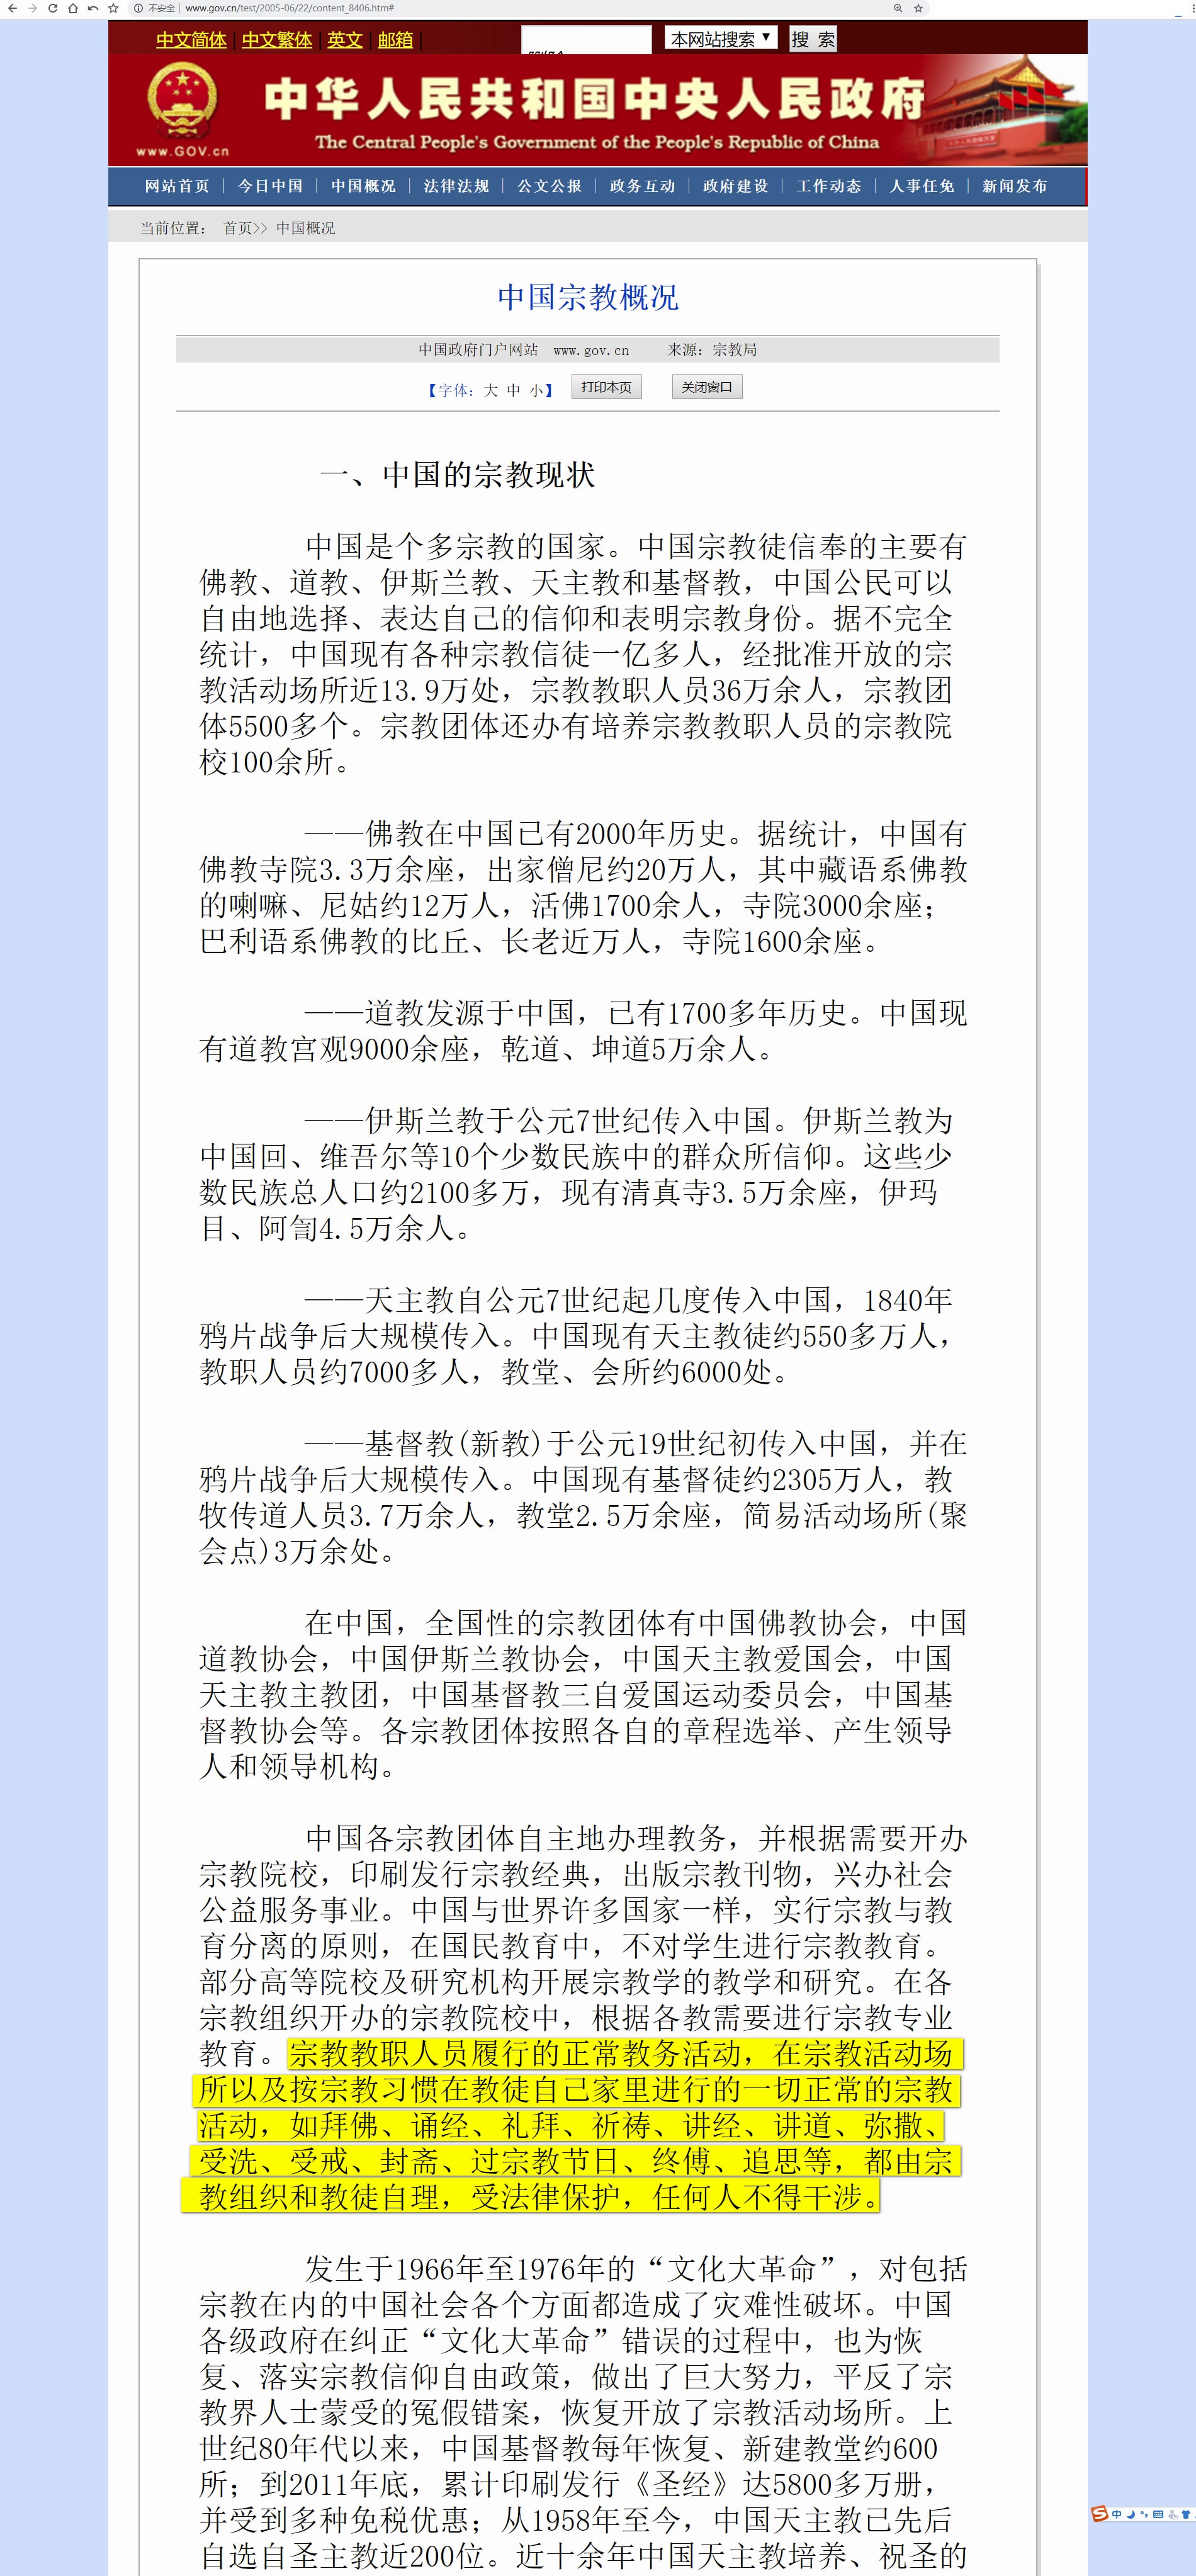 不安全 | www.gov.cn/test/2005-06/22/content_8406.htm#
中文简体 | 中文繁体 | 英文 | 邮箱 |
本网站搜索 ▼ 搜 索
中华人民共和国中央人民政府
www.GOV.cn
The Central People's Government of the People's Republic of China
网站首页 | 今日中国 | 中国概况 | 法律法规 | 公文公报 | 政务互动 | 政府建设 | 工作动态 | 人事任免 | 新闻发布
当前位置： 首页>> 中国概况
中国宗教概况
中国政府门户网站 www.gov.cn 来源：宗教局
【字体：大 中 小】 打印本页 关闭窗口
一、中国的宗教现状
中国是个多宗教的国家。中国宗教徒信奉的主要有
佛教、道教、伊斯兰教、天主教和基督教，中国公民可以
自由地选择、表达自己的信仰和表明宗教身份。据不完全
统计，中国现有各种宗教信徒一亿多人，经批准开放的宗
教活动场所近13.9万处，宗教教职人员36万余人，宗教团
体5500多个。宗教团体还办有培养宗教教职人员的宗教院
校100余所。
——佛教在中国已有2000年历史。据统计，中国有
佛教寺院3.3万余座，出家僧尼约20万人，其中藏语系佛教
的喇嘛、尼姑约12万人，活佛1700余人，寺院3000余座；
巴利语系佛教的比丘、长老近万人，寺院1600余座。
——道教发源于中国，已有1700多年历史。中国现
有道教宫观9000余座，乾道、坤道5万余人。
——伊斯兰教于公元7世纪传入中国。伊斯兰教为
中国回、维吾尔等10个少数民族中的群众所信仰。这些少
数民族总人口约2100多万，现有清真寺3.5万余座，伊玛
目、阿訇4.5万余人。
——天主教自公元7世纪起几度传入中国，1840年
鸦片战争后大规模传入。中国现有天主教徒约550多万人，
教职人员约7000多人，教堂、会所约6000处。
——基督教(新教)于公元19世纪初传入中国，并在
鸦片战争后大规模传入。中国现有基督徒约2305万人，教
牧传道人员3.7万余人，教堂2.5万余座，简易活动场所(聚
会点)3万余处。
在中国，全国性的宗教团体有中国佛教协会，中国
道教协会，中国伊斯兰教协会，中国天主教爱国会，中国
天主教主教团，中国基督教三自爱国运动委员会，中国基
督教协会等。各宗教团体按照各自的章程选举、产生领导
人和领导机构。
中国各宗教团体自主地办理教务，并根据需要开办
宗教院校，印刷发行宗教经典，出版宗教刊物，兴办社会
公益服务事业。中国与世界许多国家一样，实行宗教与教
育分离的原则，在国民教育中，不对学生进行宗教教育。
部分高等院校及研究机构开展宗教学的教学和研究。在各
宗教组织开办的宗教院校中，根据各教需要进行宗教专业
教育。宗教教职人员履行的正常教务活动，在宗教活动场
所以及按宗教习惯在教徒自己家里进行的一切正常的宗教
活动，如拜佛、诵经、礼拜、祈祷、讲经、讲道、弥撒、
受洗、受戒、封斋、过宗教节日、终傅、追思等，都由宗
教组织和教徒自理，受法律保护，任何人不得干涉。
发生于1966年至1976年的“文化大革命”，对包括
宗教在内的中国社会各个方面都造成了灾难性破坏。中国
各级政府在纠正“文化大革命”错误的过程中，也为恢
复、落实宗教信仰自由政策，做出了巨大努力，平反了宗
教界人士蒙受的冤假错案，恢复开放了宗教活动场所。上
世纪80年代以来，中国基督教每年恢复、新建教堂约600
所；到2011年底，累计印刷发行《圣经》达5800多万册，
并受到多种免税优惠；从1958年至今，中国天主教已先后
自选自圣主教近200位。近十余年中国天主教培养、祝圣的
中